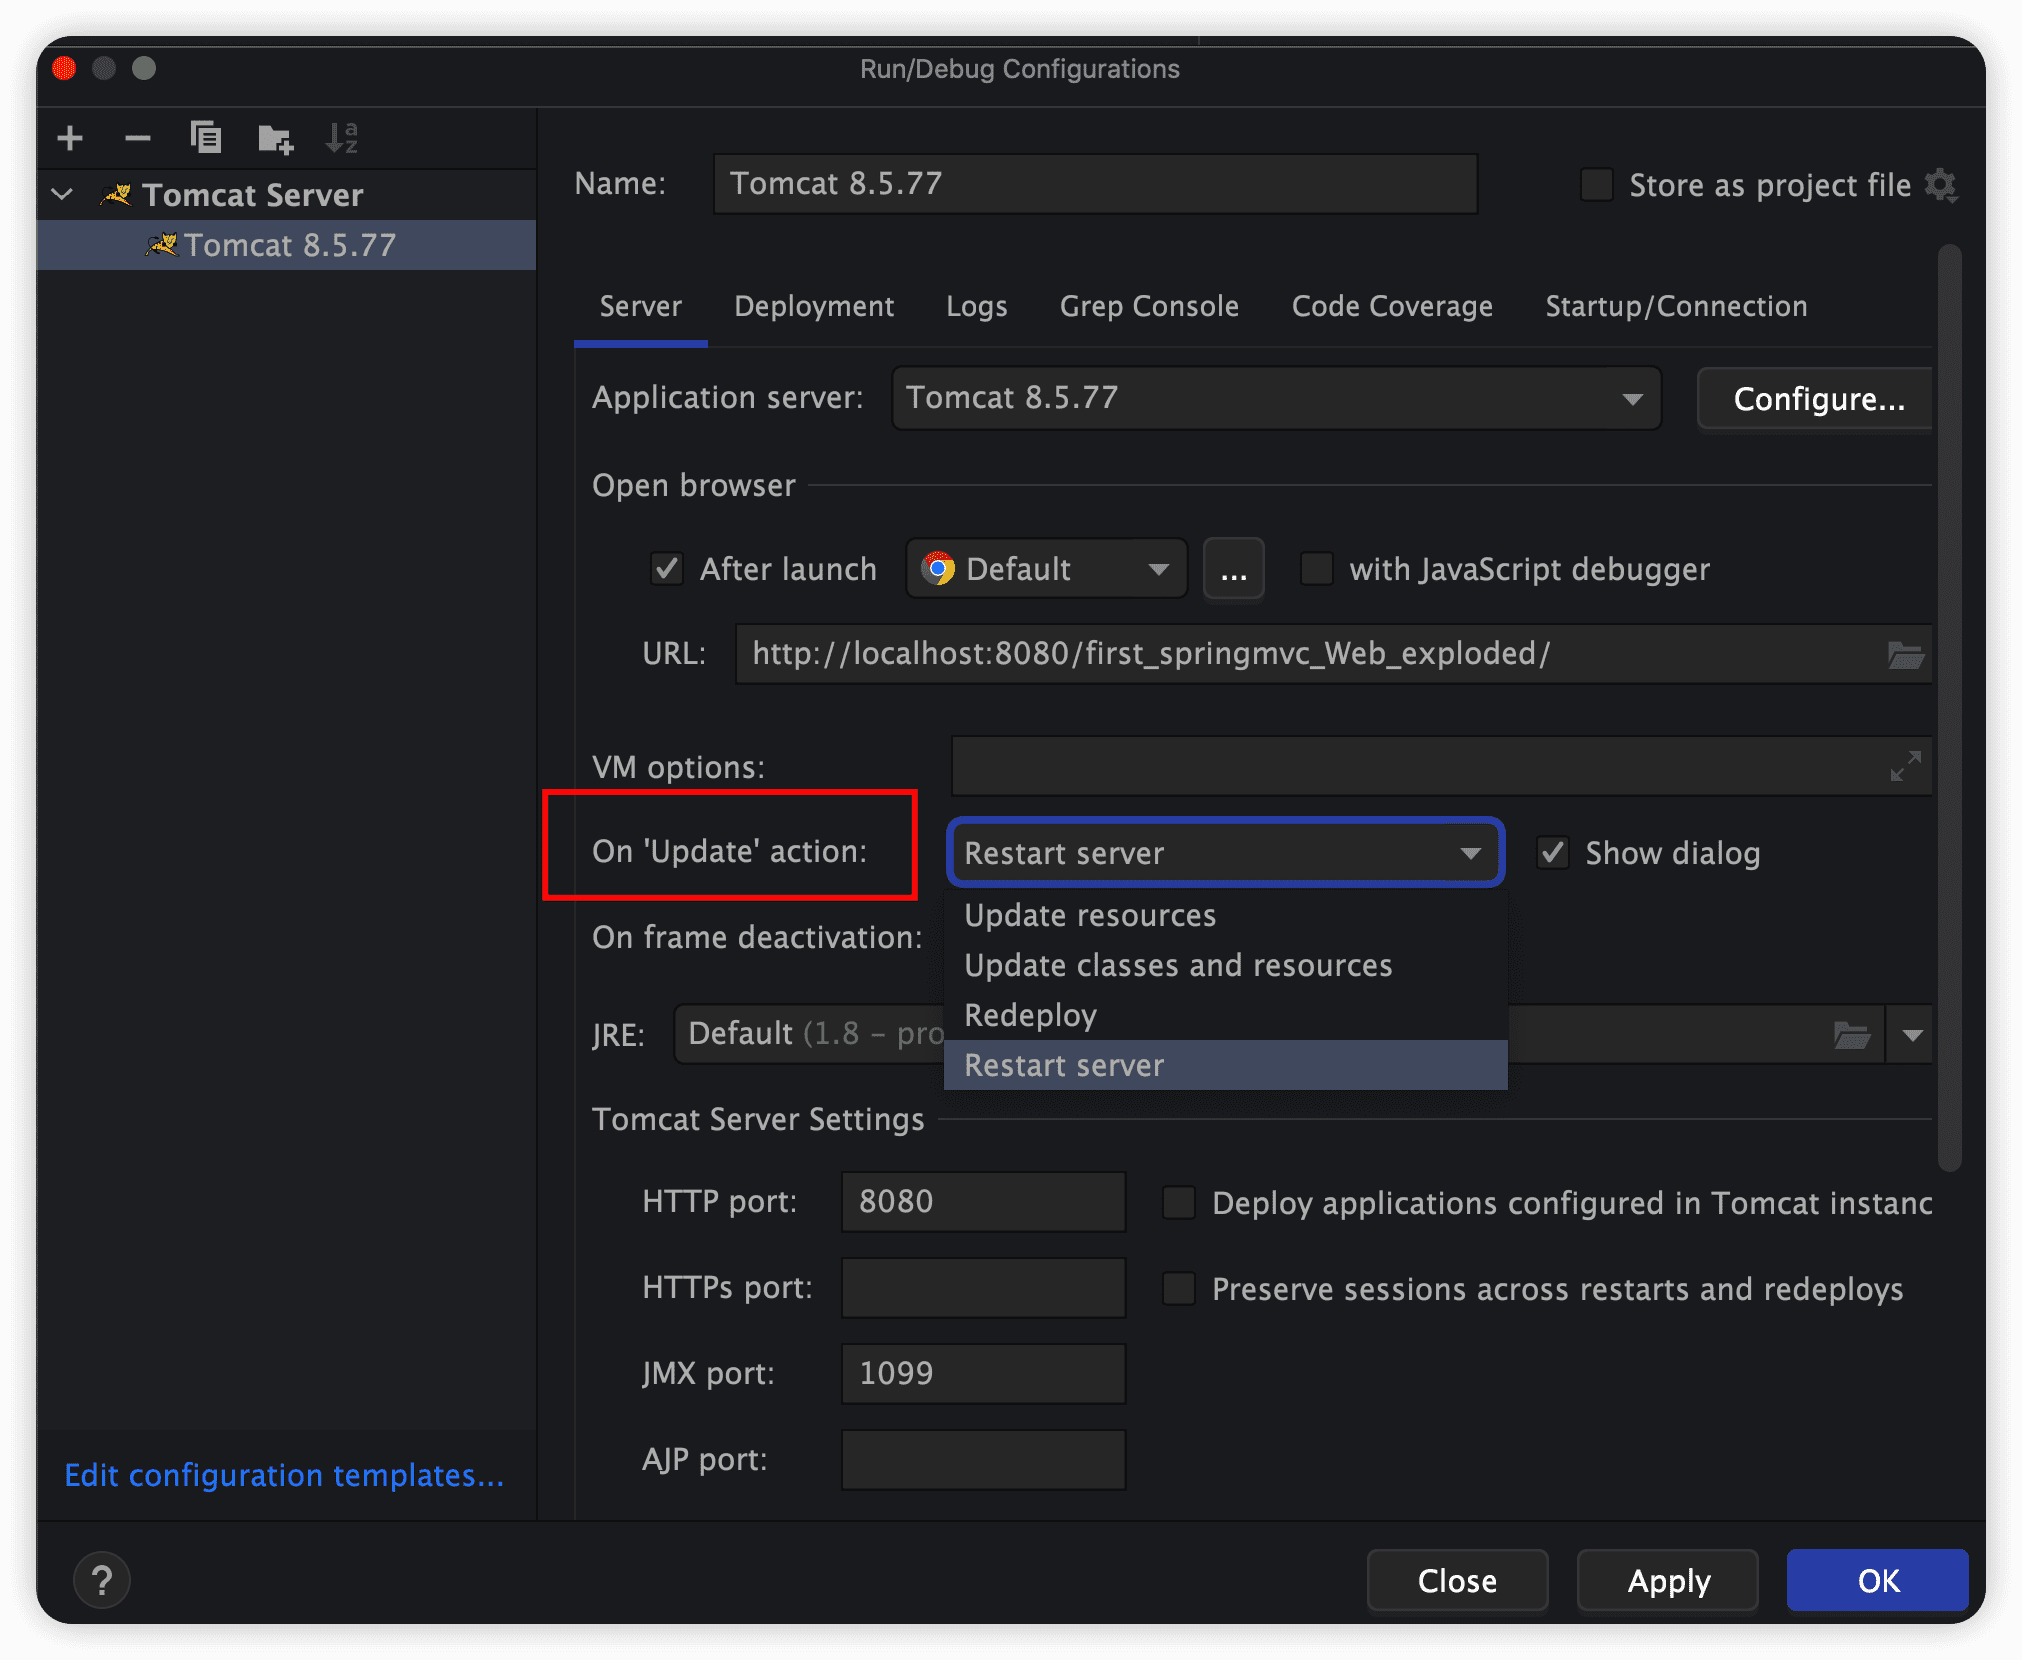 Run/Debug Configurations
Tomcat Server
Tomcat 8.5.77
Edit configuration templates...
Name: Tomcat 8.5.77 Store as project file
Server Deployment Logs Grep Console Code Coverage Startup/Connection
Application server: Tomcat 8.5.77 Configure...
Open browser
After launch Default ... with JavaScript debugger
URL: http://localhost:8080/first_springmvc_Web_exploded/
VM options:
On 'Update' action: Restart server Show dialog
Update resources
On frame deactivation:
Update classes and resources
Redeploy
JRE: Default (1.8 – pro
Restart server
Tomcat Server Settings
HTTP port: 8080 Deploy applications configured in Tomcat instanc
HTTPs port: Preserve sessions across restarts and redeploys
JMX port: 1099
AJP port:
? Close Apply OK